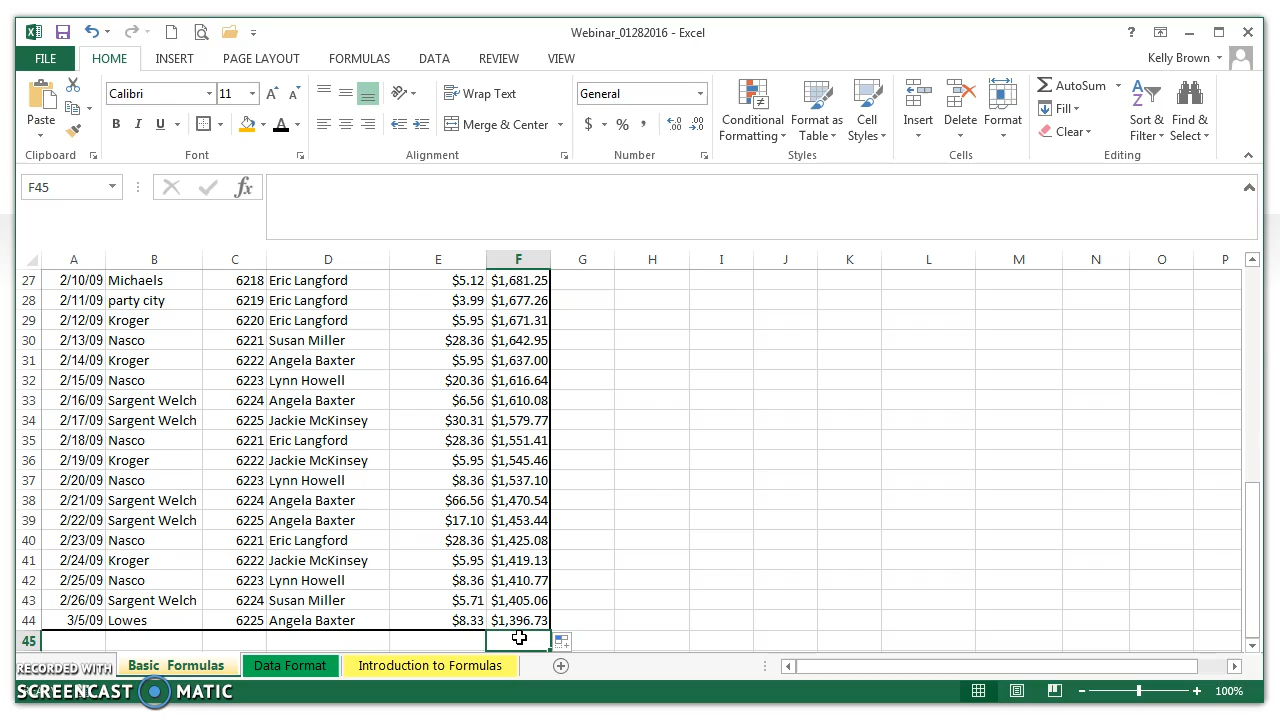 Webinar_01282016 - Excel
?
FILE HOME INSERT PAGE LAYOUT FORMULAS DATA REVIEW VIEW Kelly Brown
Paste
Calibri 11 A A
B I U A
Wrap Text
Merge & Center
General
$ % , .00 .0
Conditional Formatting
Format as Table
Cell Styles
Insert
Delete
Format
AutoSum
Fill
Clear
Sort & Filter
Find & Select
Clipboard Font Alignment Number Styles Cells Editing
F45 fx
A B C D E F G H I J K L M N O P
27 2/10/09 Michaels 6218 Eric Langford $5.12 $1,681.25
28 2/11/09 party city 6219 Eric Langford $3.99 $1,677.26
29 2/12/09 Kroger 6220 Eric Langford $5.95 $1,671.31
30 2/13/09 Nasco 6221 Susan Miller $28.36 $1,642.95
31 2/14/09 Kroger 6222 Angela Baxter $5.95 $1,637.00
32 2/15/09 Nasco 6223 Lynn Howell $20.36 $1,616.64
33 2/16/09 Sargent Welch 6224 Angela Baxter $6.56 $1,610.08
34 2/17/09 Sargent Welch 6225 Jackie McKinsey $30.31 $1,579.77
35 2/18/09 Nasco 6221 Eric Langford $28.36 $1,551.41
36 2/19/09 Kroger 6222 Jackie McKinsey $5.95 $1,545.46
37 2/20/09 Nasco 6223 Lynn Howell $8.36 $1,537.10
38 2/21/09 Sargent Welch 6224 Angela Baxter $66.56 $1,470.54
39 2/22/09 Sargent Welch 6225 Angela Baxter $17.10 $1,453.44
40 2/23/09 Nasco 6221 Eric Langford $28.36 $1,425.08
41 2/24/09 Kroger 6222 Jackie McKinsey $5.95 $1,419.13
42 2/25/09 Nasco 6223 Lynn Howell $8.36 $1,410.77
43 2/26/09 Sargent Welch 6224 Susan Miller $5.71 $1,405.06
44 3/5/09 Lowes 6225 Angela Baxter $8.33 $1,396.73
45
Basic Formulas Data Format Introduction to Formulas
RECORDED WITH
SCREENCAST MATIC
100%